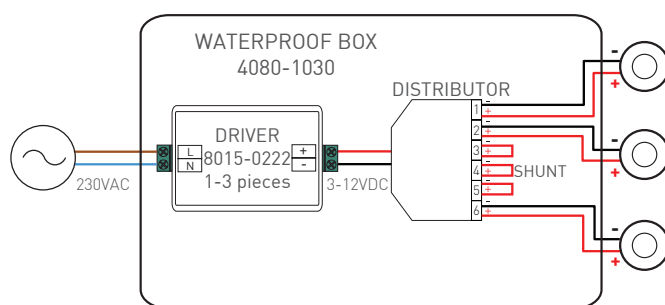 WATERPROOF BOX
4080-1030
DISTRIBUTOR
DRIVER
8015-0222
1-3 pieces
L
N
+
-
230VAC
3-12VDC
1
2
3
4
5
6
- +
- +
- +
- +
- +
- +
SHUNT
-
+
-
+
-
+